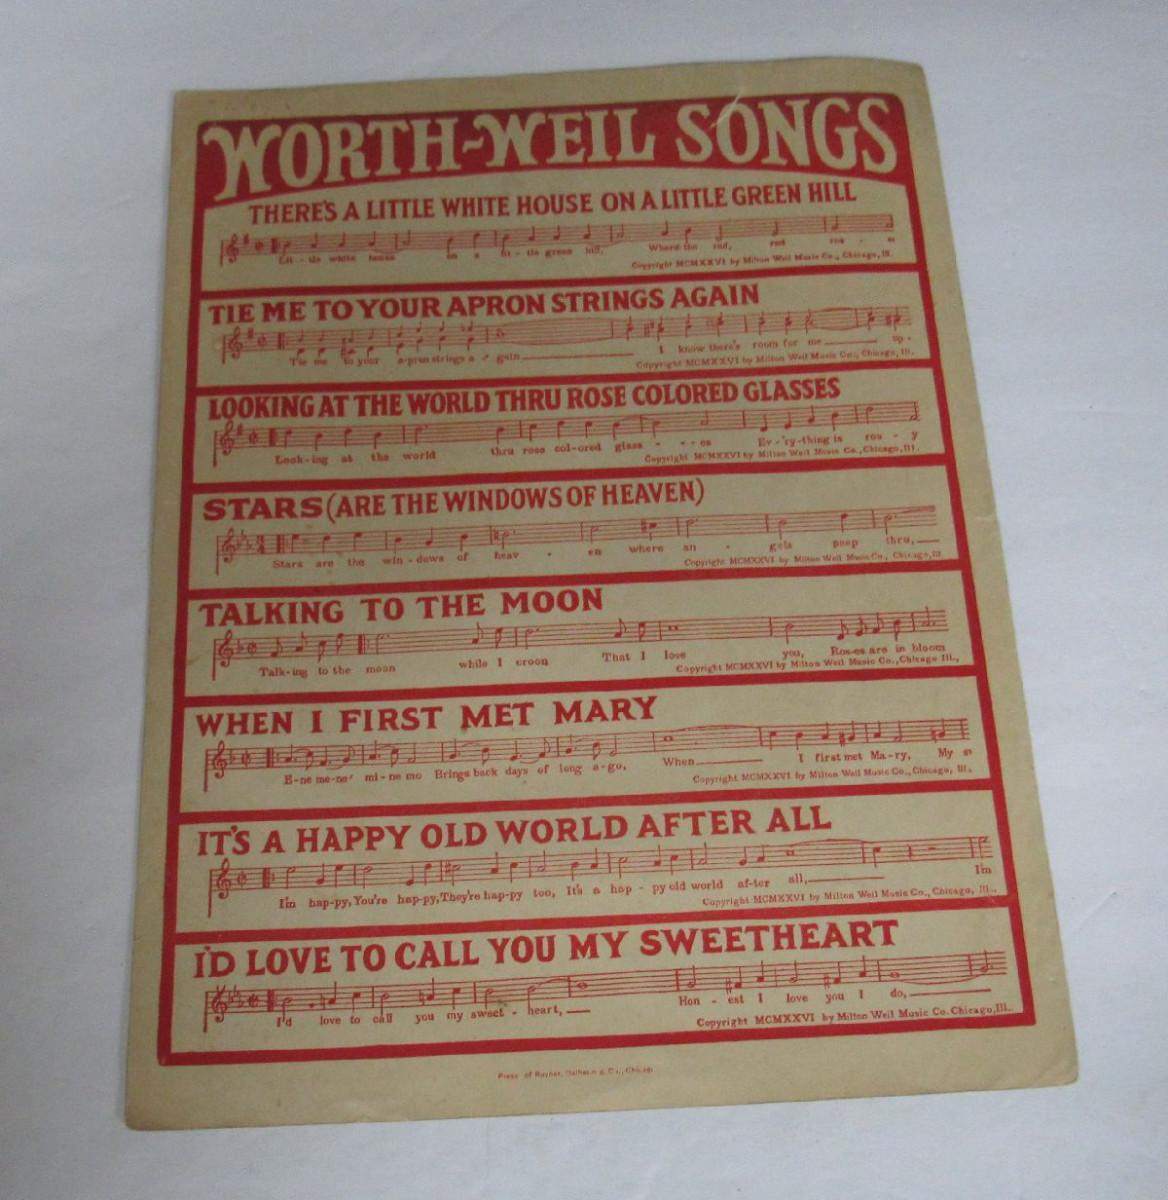 WORTH-WEIL SONGS
THERE'S A LITTLE WHITE HOUSE ON A LITTLE GREEN HILL
Lit - tle white house on a lit - tle green hill, Where the red, red ros - es
Copyright MCMXXVI by Milton Weil Music Co., Chicago, Ill.
TIE ME TO YOUR APRON STRINGS AGAIN
Tie me to your a-pron strings a - gain I know there's room for me up-
Copyright MCMXXVI by Milton Weil Music Co., Chicago, Ill.
LOOKING AT THE WORLD THRU ROSE COLORED GLASSES
Look-ing at the world thru rose col-ored glass - - - es Ev-'ry-thing is ros - y
Copyright MCMXXVI by Milton Weil Music Co., Chicago, Ill.
STARS (ARE THE WINDOWS OF HEAVEN)
Stars are the win - dows of heav - en where an - gels peep thru,
Copyright MCMXXVI by Milton Weil Music Co., Chicago, Ill.
TALKING TO THE MOON
Talk-ing to the moon while I croon That I love you, Ros-es are in bloom
Copyright MCMXXVI by Milton Weil Music Co., Chicago Ill.,
WHEN I FIRST MET MARY
E-ne me-ne' mi-ne mo Brings back days of long a-go, When I first met Ma-ry, My
Copyright MCMXXVI by Milton Weil Music Co., Chicago, Ill.
IT'S A HAPPY OLD WORLD AFTER ALL
I'm hap-py, You're hap-py, They're hap-py too, It's a hap - py old world af-ter all, I'm
Copyright MCMXXVI by Milton Weil Music Co., Chicago, Ill..
I'D LOVE TO CALL YOU MY SWEETHEART
I'd love to call you my sweet - heart, Hon - est I love you I do,
Copyright MCMXXVI by Milton Weil Music Co. Chicago, Ill..
Press of Rayner, Dalheim & Co., Chicago